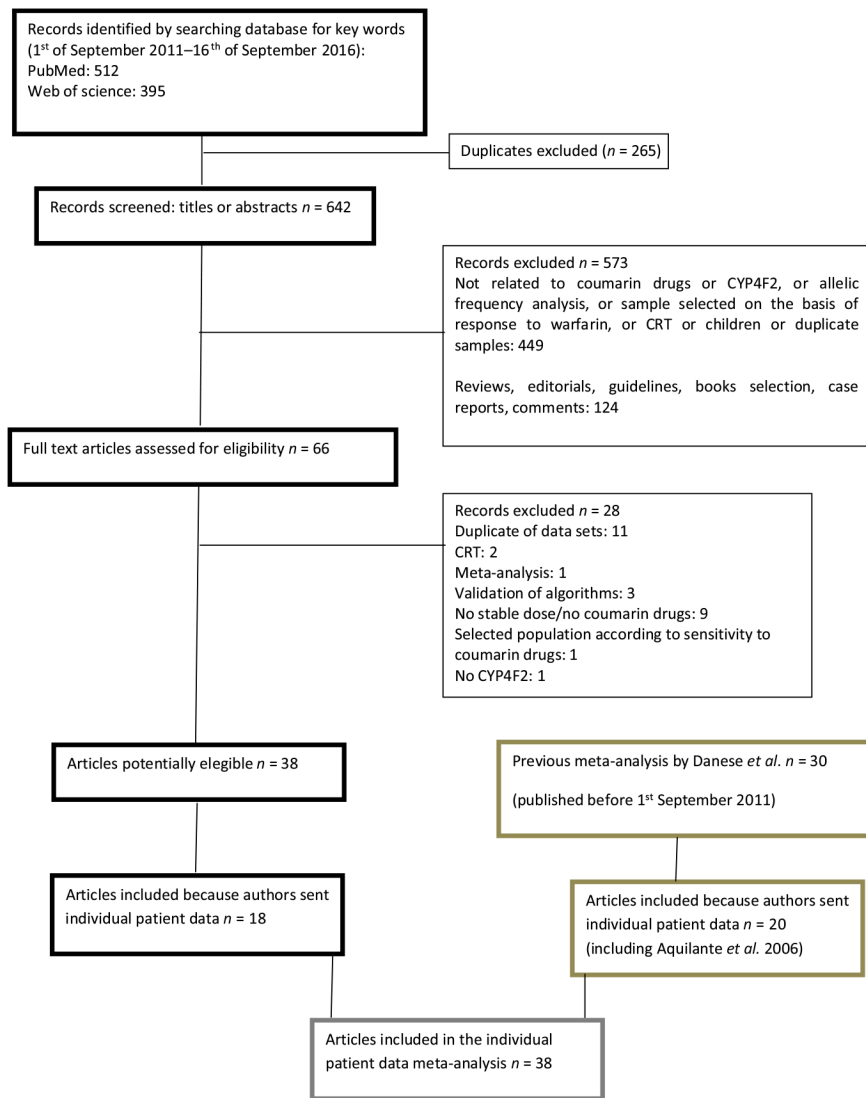 Records identified by searching database for key words
(1st of September 2011–16th of September 2016):
PubMed: 512
Web of science: 395
Duplicates excluded (n = 265)
Records screened: titles or abstracts n = 642
Records excluded n = 573
Not related to coumarin drugs or CYP4F2, or allelic
frequency analysis, or sample selected on the basis of
response to warfarin, or CRT or children or duplicate
samples: 449
Reviews, editorials, guidelines, books selection, case
reports, comments: 124
Full text articles assessed for eligibility n = 66
Records excluded n = 28
Duplicate of data sets: 11
CRT: 2
Meta-analysis: 1
Validation of algorithms: 3
No stable dose/no coumarin drugs: 9
Selected population according to sensitivity to
coumarin drugs: 1
No CYP4F2: 1
Articles potentially elegible n = 38
Previous meta-analysis by Danese et al. n = 30
(published before 1st September 2011)
Articles included because authors sent
individual patient data n = 18
Articles included because authors sent
individual patient data n = 20
(including Aquilante et al. 2006)
Articles included in the individual
patient data meta-analysis n = 38